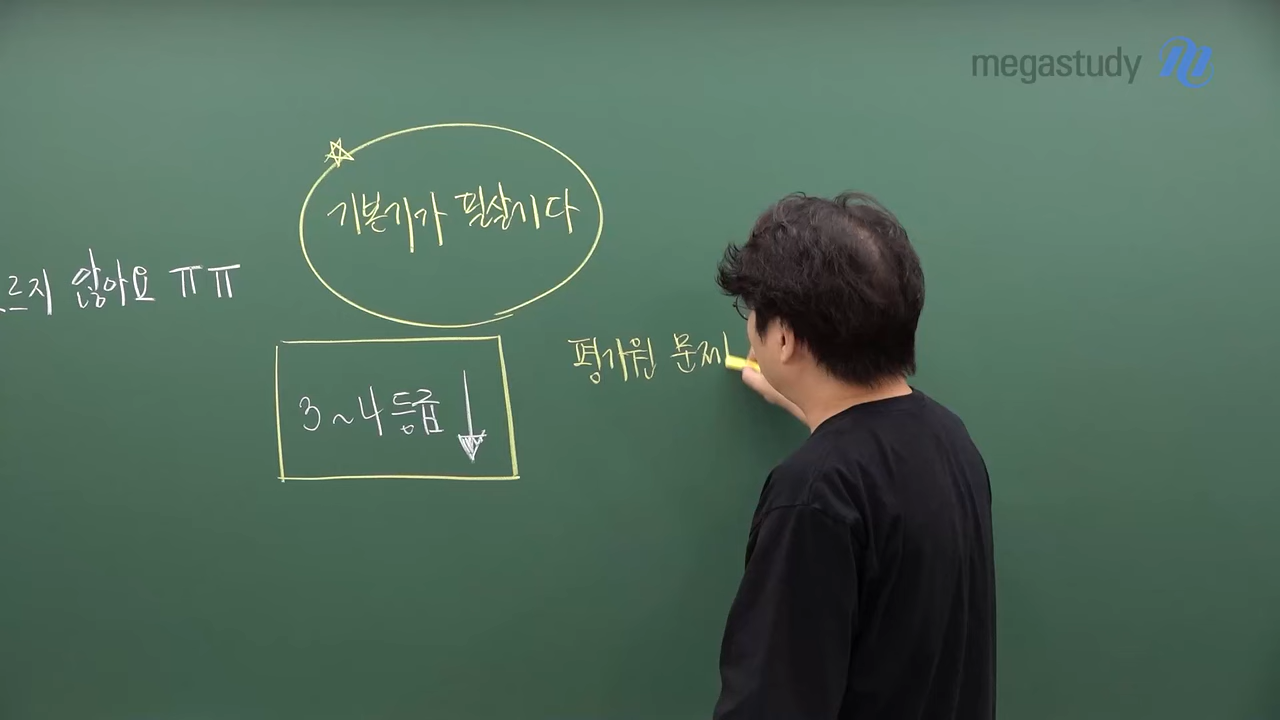 megastudy
기본기가 필살기다
르지 않아요 ㅠㅠ
평가원 문제
3~4등급 ↓